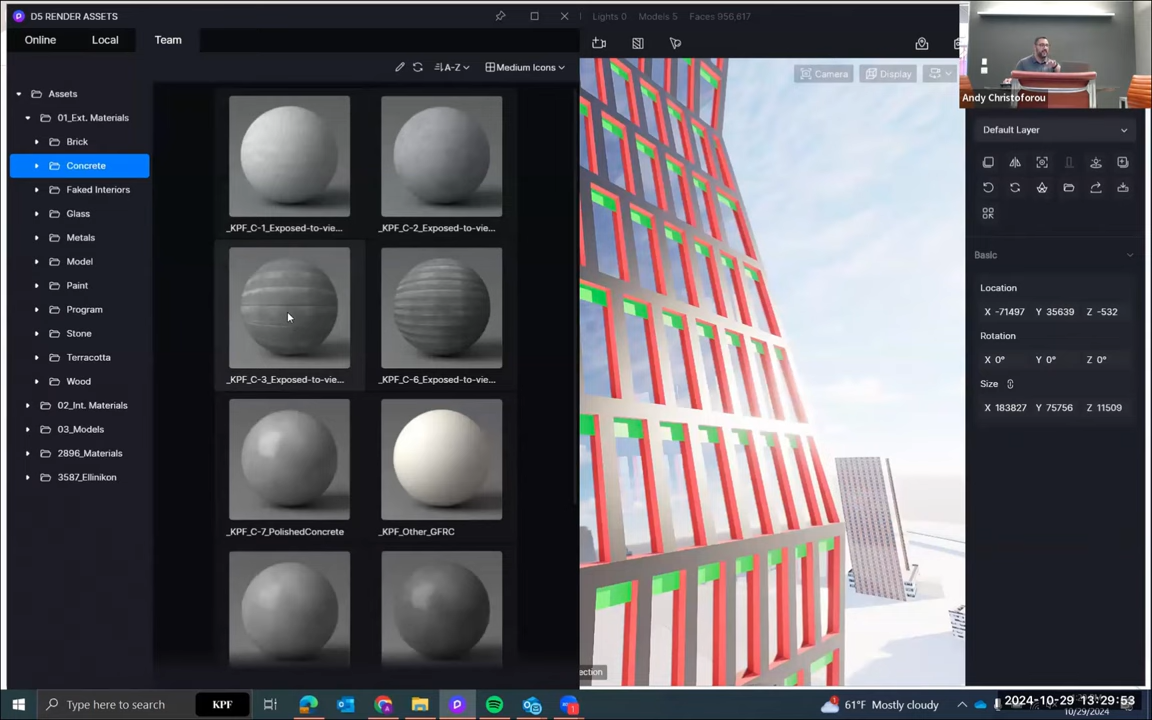 D5 RENDER ASSETS
Lights 0 Models 5 Faces 956,617
Online Local Team
A-Z Medium Icons
Camera Display
Andy Christoforou
Assets
01_Ext. Materials
Brick
Concrete
Faked Interiors
Glass
Metals
Model
Paint
Program
Stone
Terracotta
Wood
02_Int. Materials
03_Models
2896_Materials
3587_Ellinikon
_KPF_C-1_Exposed-to-vie... _KPF_C-2_Exposed-to-vie...
_KPF_C-3_Exposed-to-vie... _KPF_C-6_Exposed-to-vie...
_KPF_C-7_PolishedConcrete _KPF_Other_GFRC
Default Layer
Basic
Location
X -71497 Y 35639 Z -532
Rotation
X 0° Y 0° Z 0°
Size
X 183827 Y 75756 Z 11509
ection
Type here to search
KPF
61°F Mostly cloudy
2024-10-29 13:29:53
10/29/2024